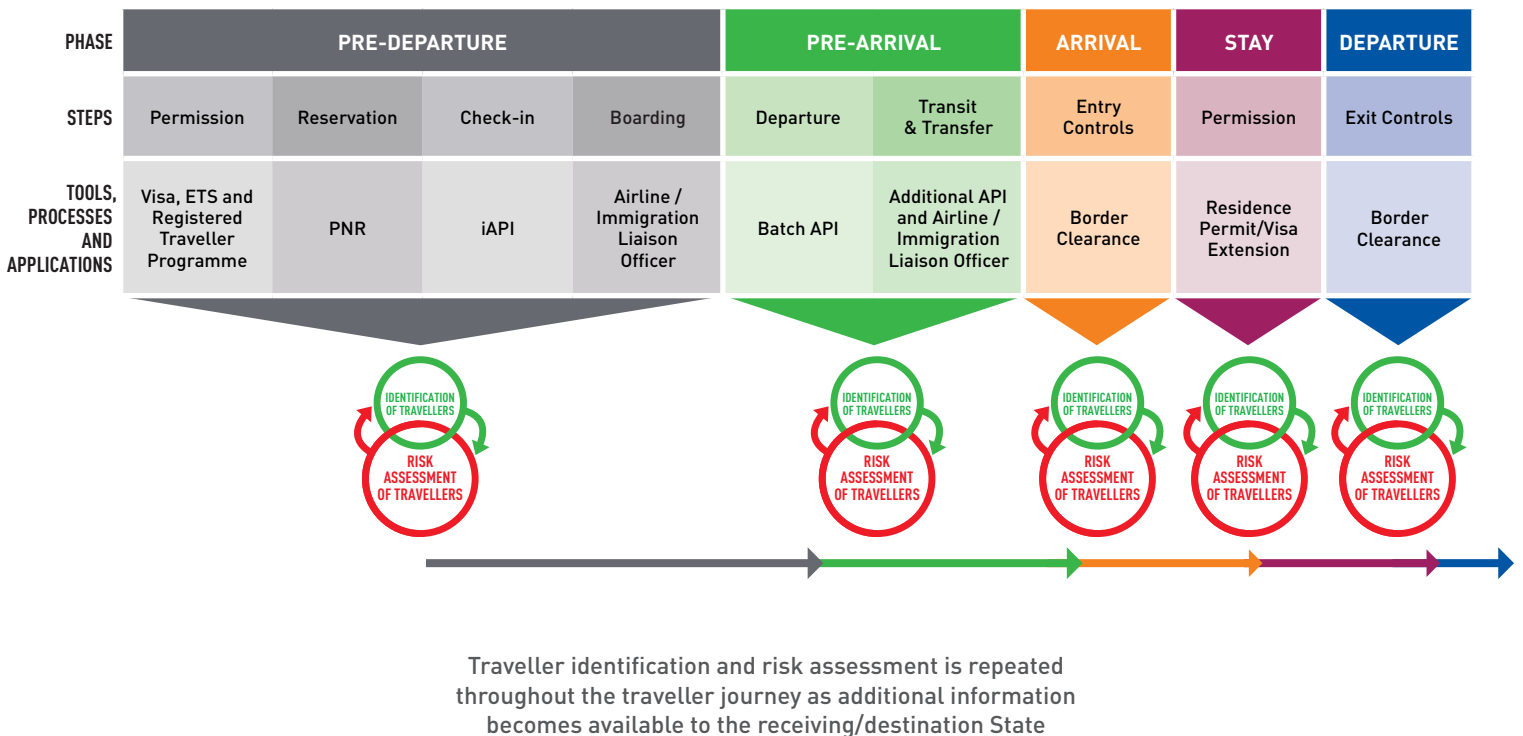 PHASE
PRE-DEPARTURE
PRE-ARRIVAL
ARRIVAL
STAY
DEPARTURE
STEPS
Permission
Reservation
Check-in
Boarding
Departure
Transit
& Transfer
Entry
Controls
Permission
Exit Controls
TOOLS,
PROCESSES
AND
APPLICATIONS
Visa, ETS and
Registered
Traveller
Programme
PNR
iAPI
Airline /
Immigration
Liaison
Officer
Batch API
Additional API
and Airline /
Immigration
Liaison Officer
Border
Clearance
Residence
Permit/Visa
Extension
Border
Clearance
IDENTIFICATION
OF TRAVELLERS
RISK
ASSESSMENT
OF TRAVELLERS
IDENTIFICATION
OF TRAVELLERS
RISK
ASSESSMENT
OF TRAVELLERS
IDENTIFICATION
OF TRAVELLERS
RISK
ASSESSMENT
OF TRAVELLERS
IDENTIFICATION
OF TRAVELLERS
RISK
ASSESSMENT
OF TRAVELLERS
IDENTIFICATION
OF TRAVELLERS
RISK
ASSESSMENT
OF TRAVELLERS
Traveller identification and risk assessment is repeated
throughout the traveller journey as additional information
becomes available to the receiving/destination State